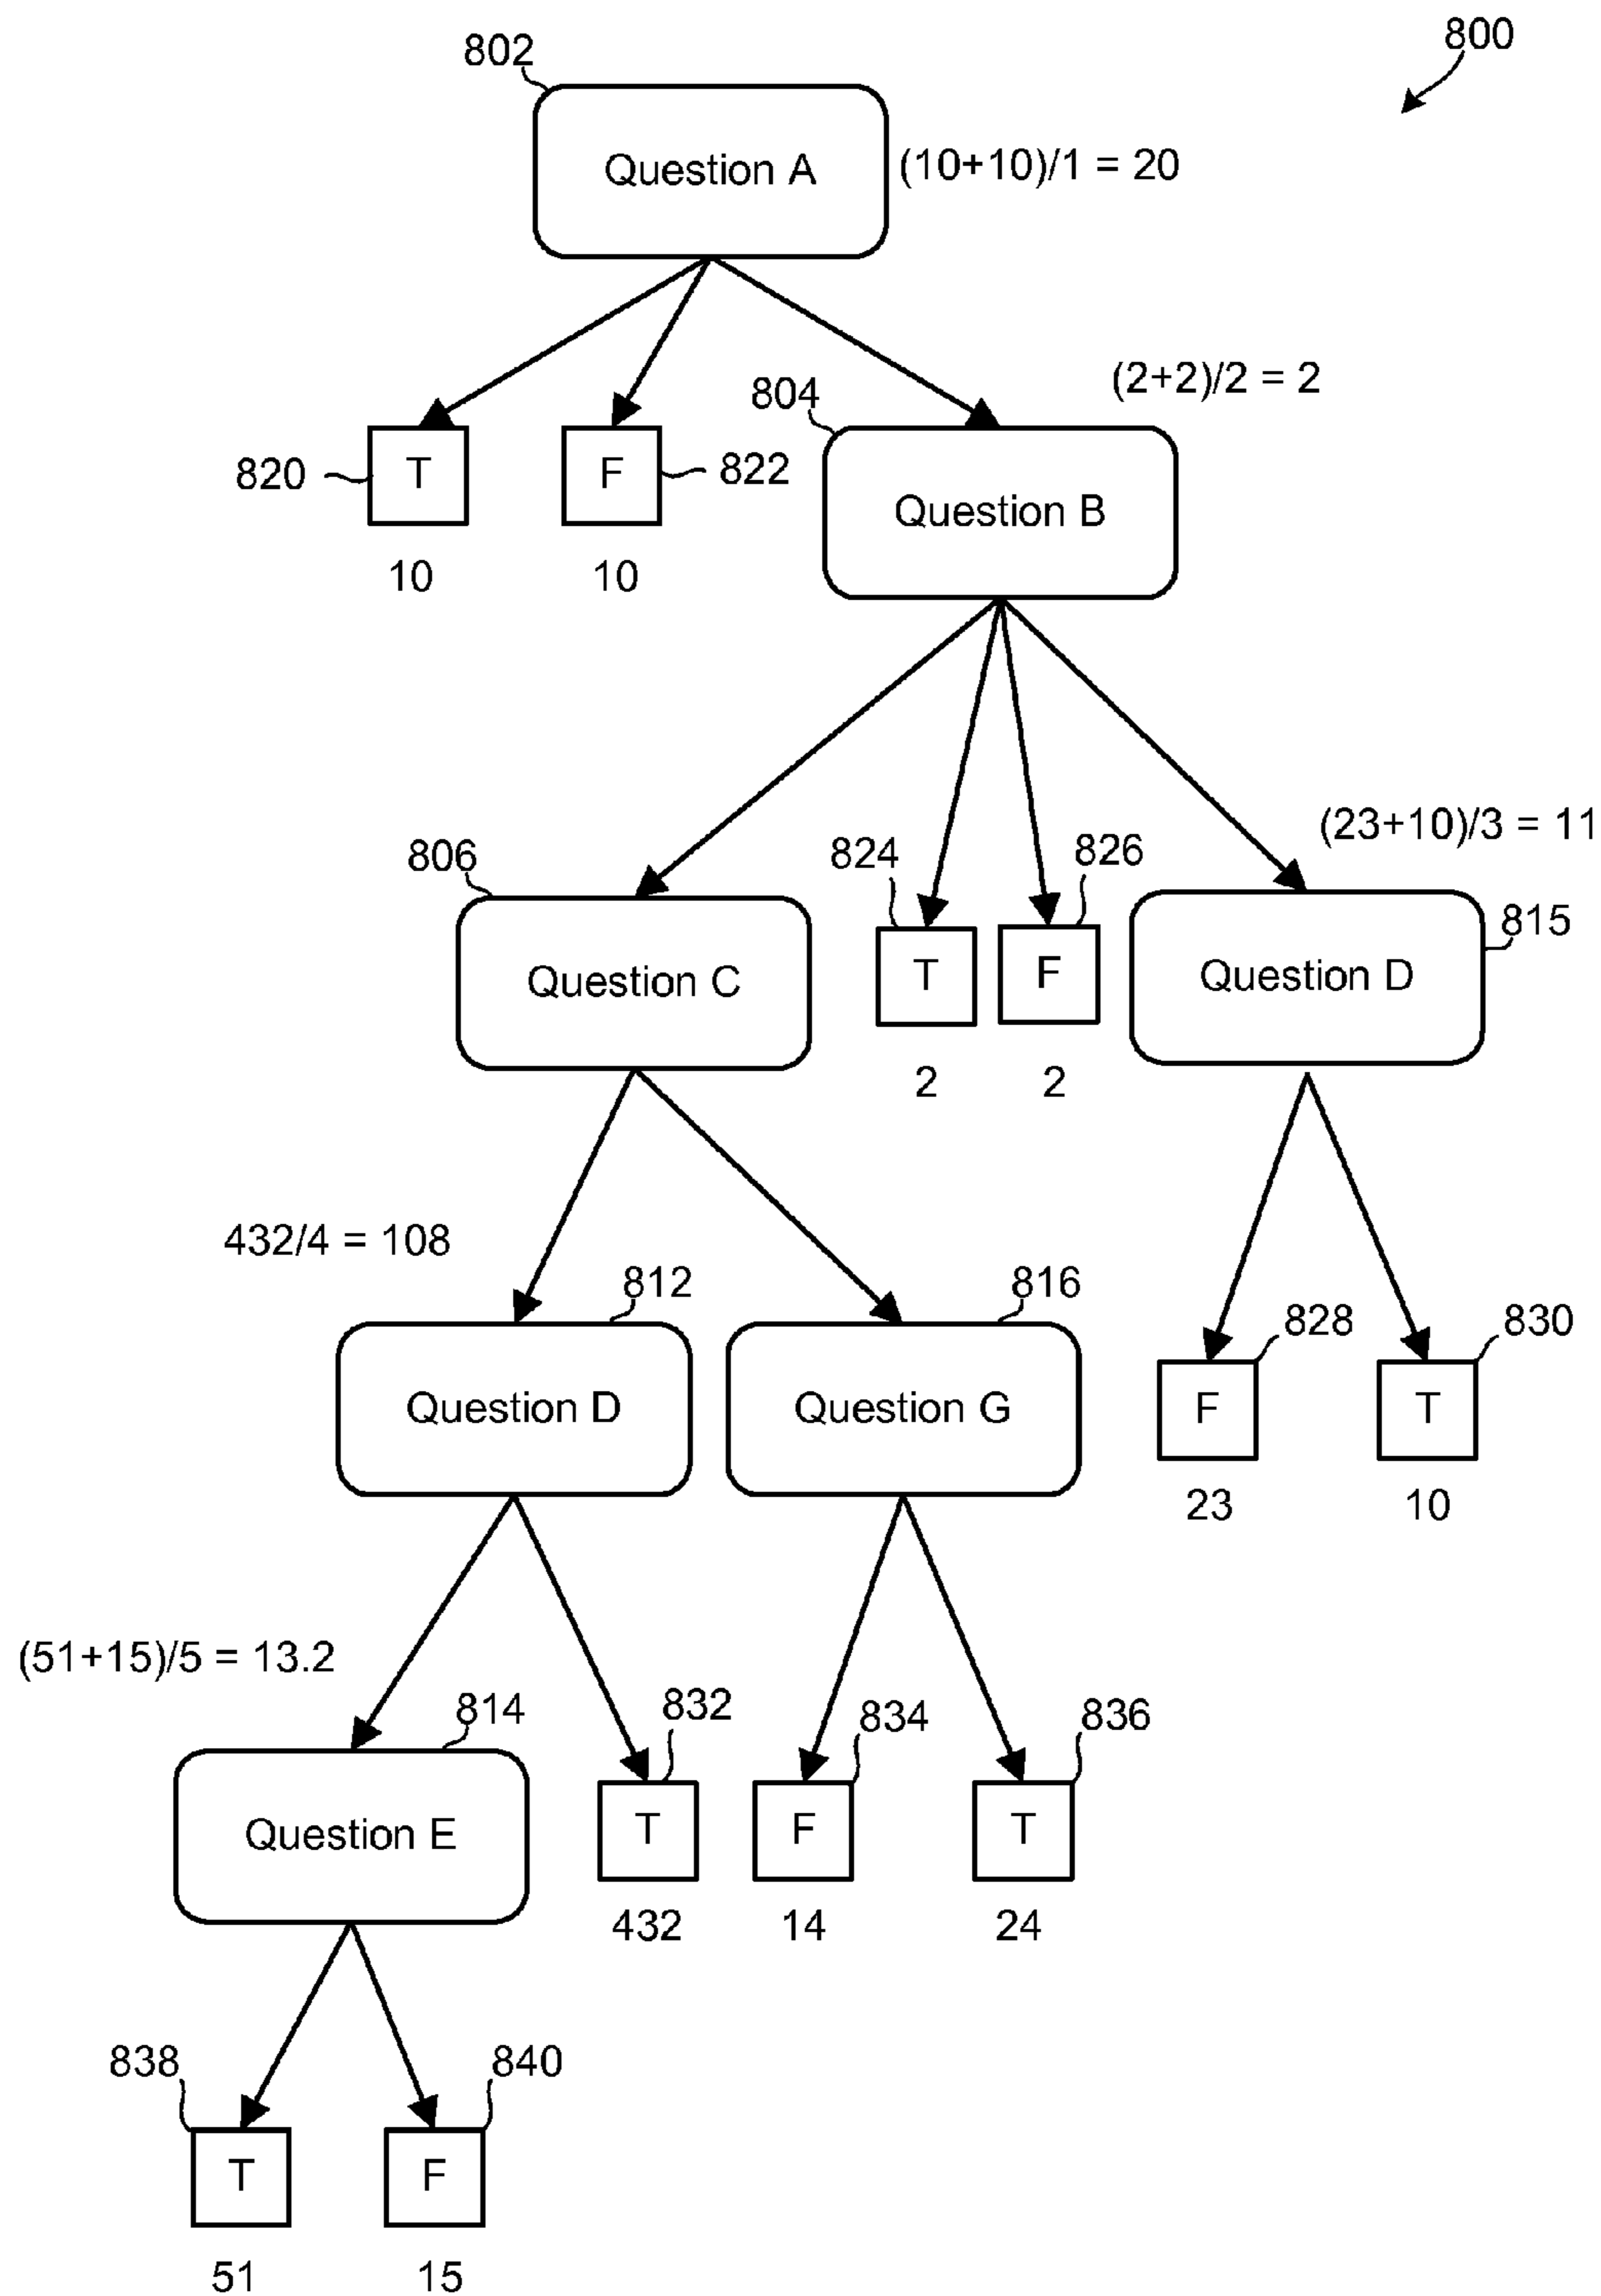 800
802
Question A
(10+10)/1 = 20
(2+2)/2 = 2
804
820
T
F
822
Question B
10
10
(23+10)/3 = 11
806
824
826
815
Question C
T
F
Question D
2
2
432/4 = 108
812
816
828
830
Question D
Question G
F
T
23
10
(51+15)/5 = 13.2
814
832
834
836
Question E
T
F
T
432
14
24
838
840
T
F
51
15